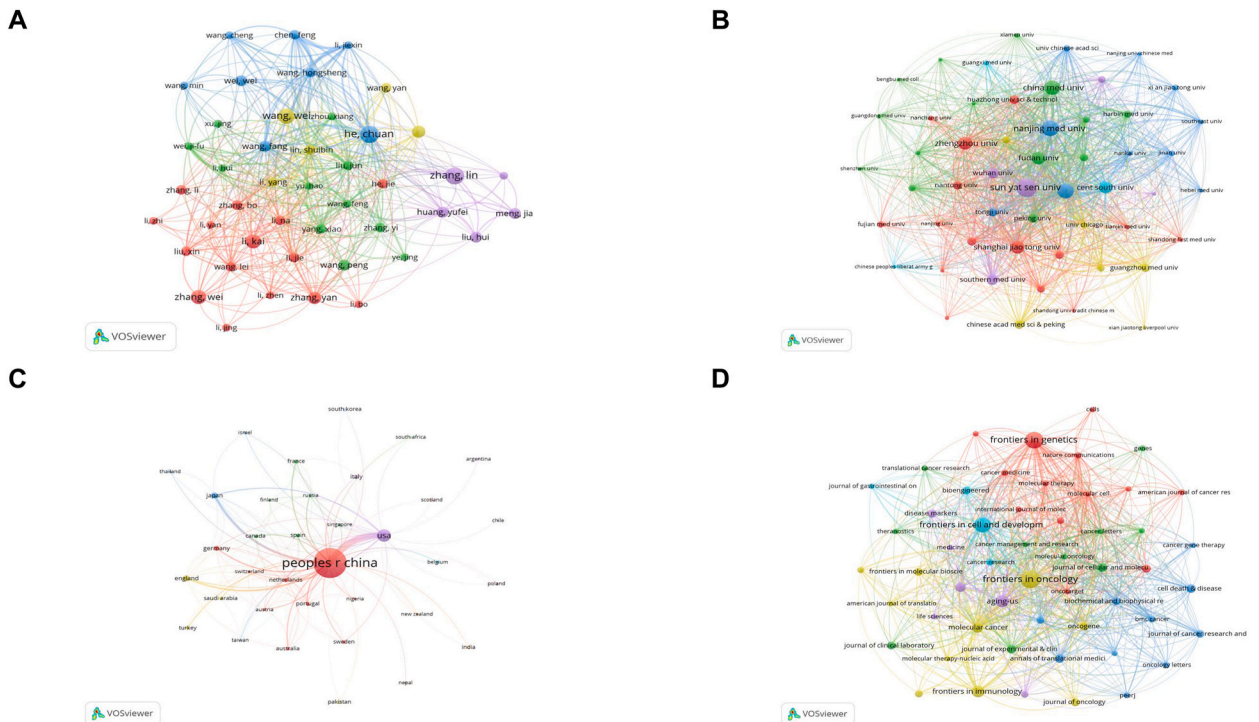 A
wang, cheng
chen, feng
li, jiexin
wang, hongsheng
wei, wei
wang, min
wang, yan
wang, wei
zhou, xiang
xu, jing
he, chuan
wei, ji-fu
wang, fang
lin, shuibin
liu, jun
li, hui
zhang, lin
li, yang
yu, hao
he, jie
zhang, li
zhang, bo
wang, feng
huang, yufei
meng, jia
li, zhi
li, yan
li, na
yang, xiao
zhang, yi
liu, hui
liu, xin
li, kai
li, jie
ye, jing
wang, lei
wang, peng
zhang, wei
li, zhen
zhang, yan
li, bo
li, jing
VOSviewer
B
xiamen univ
univ chinese acad sci
nanjing univ chinese med
guangxi med univ
bengbu med coll
china med univ
xi an jiao tong univ
huazhong univ sci & technol
guangdong med univ
harbin med univ
nanchang univ
nanjing med univ
southeast univ
zhengzhou univ
fudan univ
nankai univ
jinan univ
shenzhen univ
wuhan univ
nantong univ
sun yat sen univ
cent south univ
hebei med univ
tongji univ
peking univ
fujian med univ
nanjing univ
univ chicago
tianjin med univ
shanghai jiao tong univ
shandong first med univ
chinese peoples liberat army g
guangzhou med univ
southern med univ
shandong univ tradit chinese m
chinese acad med sci & peking
xian jiaotong liverpool univ
VOSviewer
C
south korea
israel
south africa
france
argentina
thailand
italy
japan
russia
finland
scotland
singapore
chile
canada
spain
usa
germany
peoples r china
belgium
switzerland
england
netherlands
poland
saudi arabia
portugal
nigeria
austria
new zealand
turkey
taiwan
sweden
australia
india
nepal
pakistan
VOSviewer
D
cells
frontiers in genetics
genes
nature communications
translational cancer research
cancer medicine
journal of gastrointestinal on
molecular therapy
bioengineered
molecular cell
american journal of cancer res
international journal of molec
disease markers
frontiers in cell and developm
theranostics
cancer letters
cancer management and research
medicine
cancer gene therapy
molecular oncology
cancer research
journal of cellular and molecu
frontiers in molecular bioscie
frontiers in oncology
oncotarget
cell death & disease
american journal of translatio
aging-us
biochemical and biophysical re
life sciences
bmc cancer
molecular cancer
oncogene
journal of cancer research and
journal of clinical laboratory
journal of experimental & clin
molecular therapy-nucleic acid
annals of translational medici
oncology letters
frontiers in immunology
peerj
journal of oncology
VOSviewer